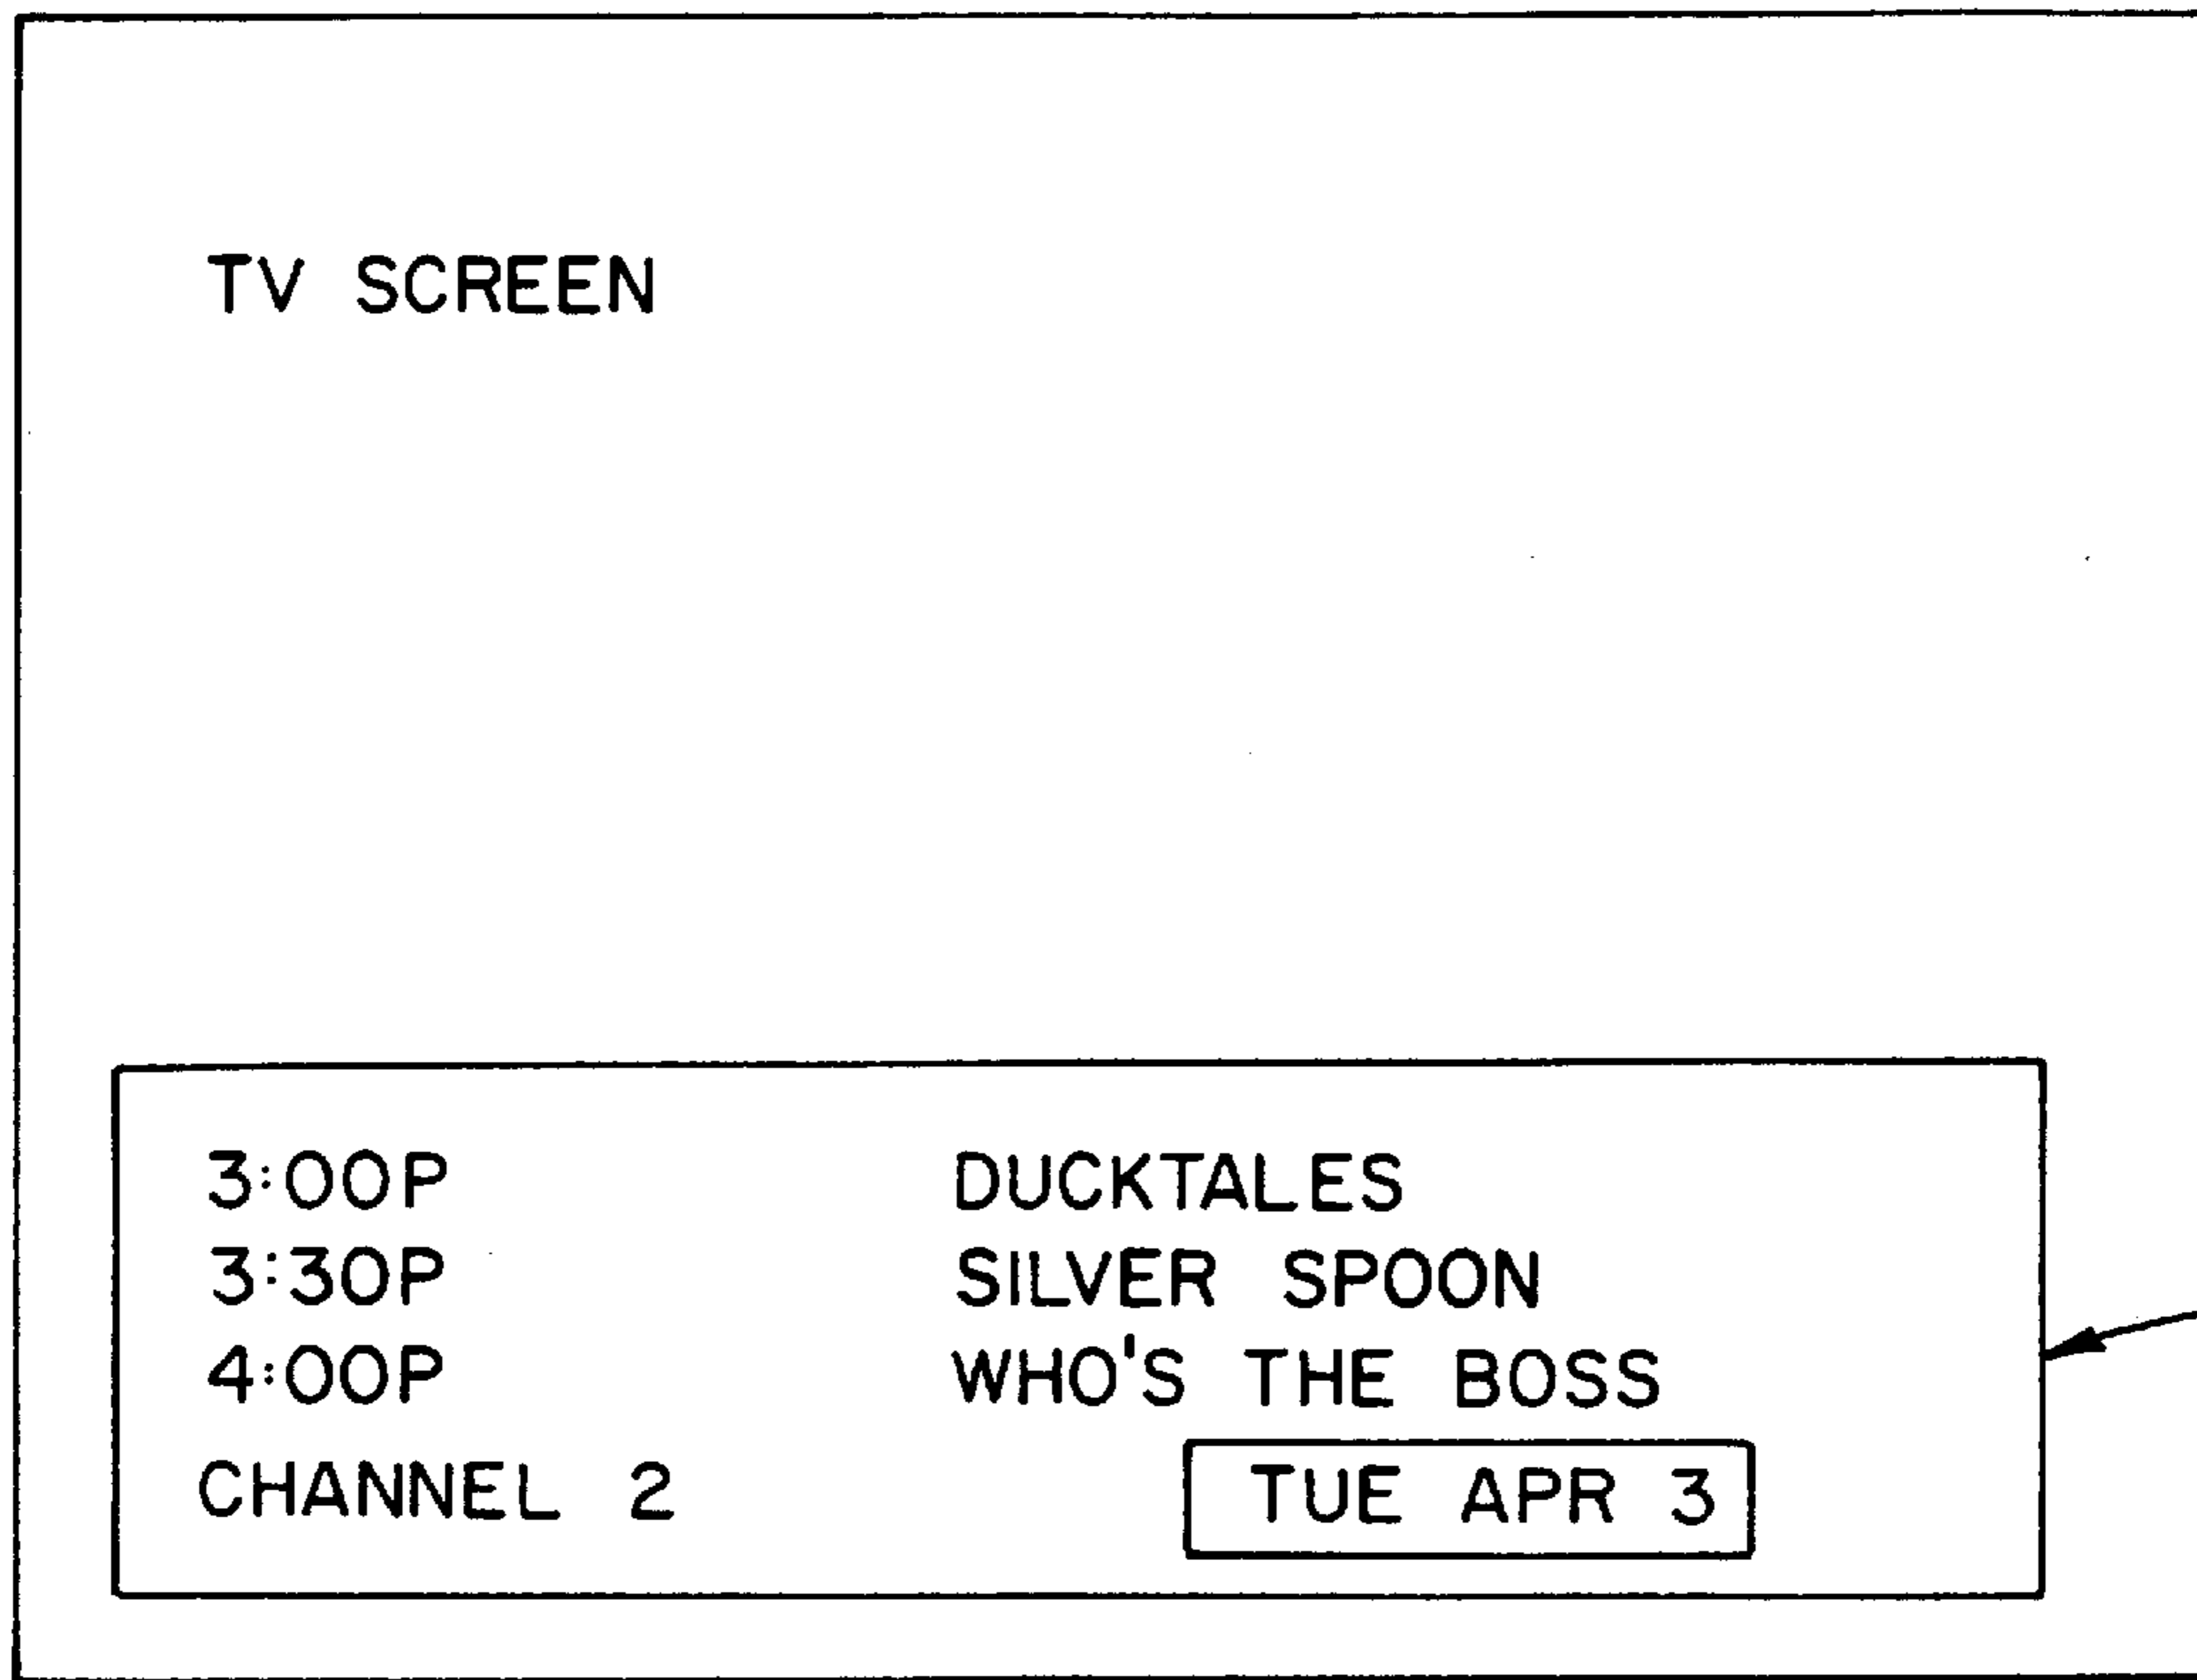 TV SCREEN
3:00P DUCKTALES
3:30P SILVER SPOON
4:00P WHO'S THE BOSS
CHANNEL 2 TUE APR 3